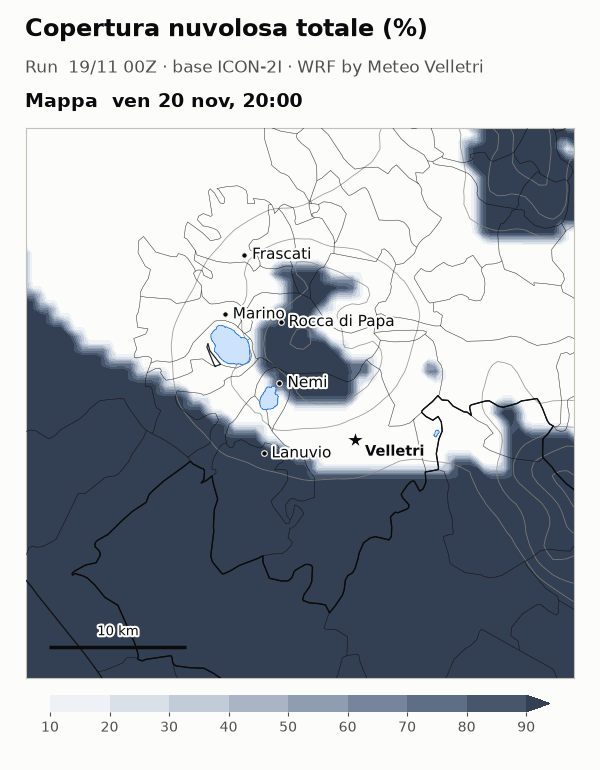 Copertura nuvolosa totale (%)
Run  19/11 00Z · base ICON-2I · WRF by Meteo Velletri
Mappa  ven 20 nov, 20:00
Frascati
Marino
Rocca di Papa
Nemi
Velletri
Lanuvio
10 km
10 20 30 40 50 60 70 80 90